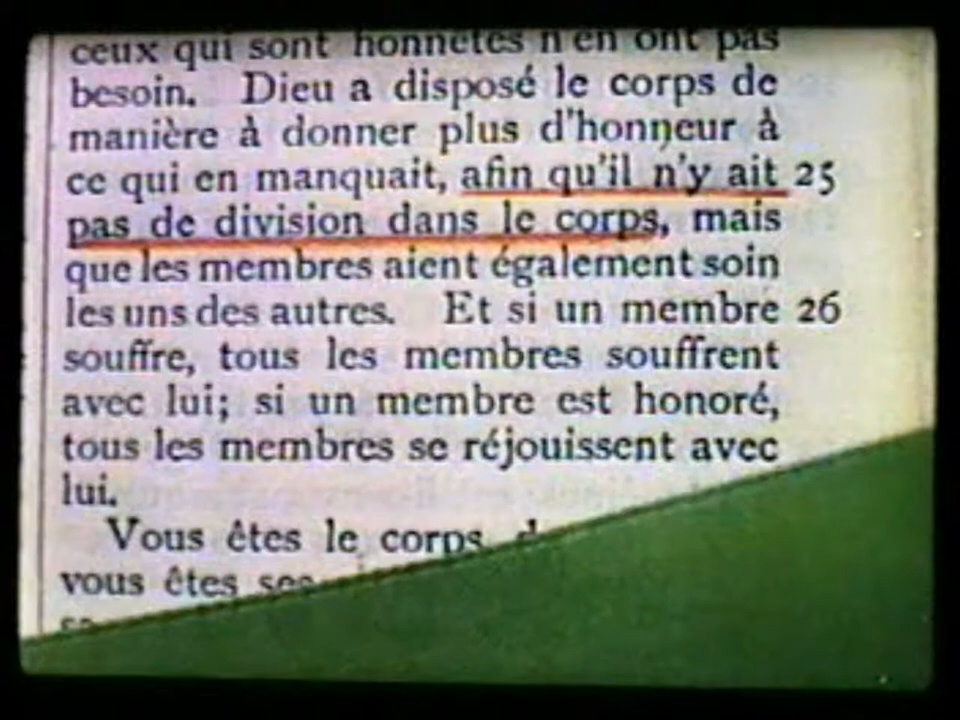 ceux qui sont honnêtes n'en ont pas
besoin. Dieu a disposé le corps de
manière à donner plus d'honneur à
ce qui en manquait, afin qu'il n'y ait 25
pas de division dans le corps, mais
que les membres aient également soin
les uns des autres. Et si un membre 26
souffre, tous les membres souffrent
avec lui; si un membre est honoré,
tous les membres se réjouissent avec
lui.
Vous êtes le corps
vous êtes